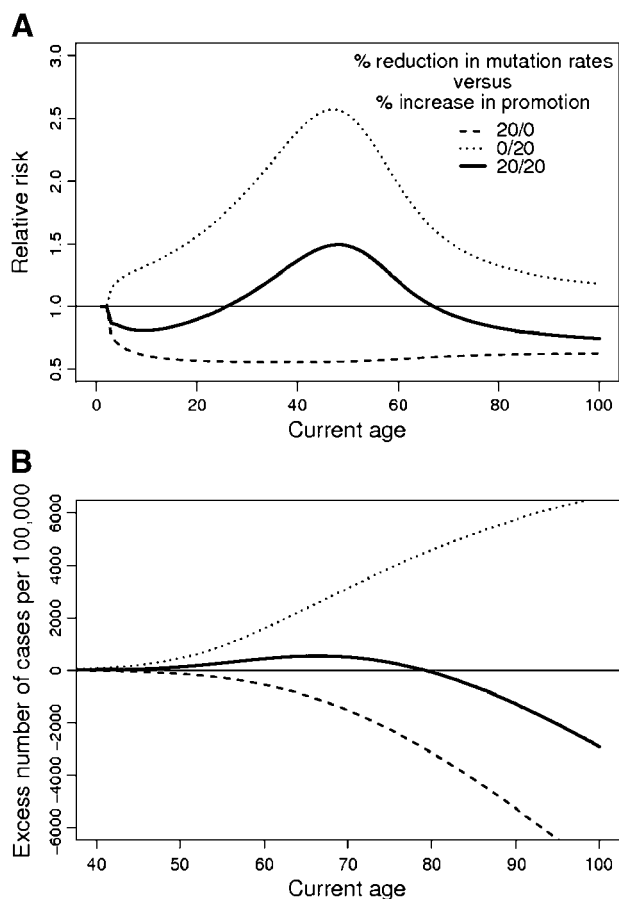 A
% reduction in mutation rates
versus
% increase in promotion
20/0
0/20
20/20
Relative risk
3.0
2.5
2.0
1.5
1.0
0.5
0 20 40 60 80 100
Current age
B
Excess number of cases per 100,000
6000
4000
2000
0
-2000
-4000
-6000
40 50 60 70 80 90 100
Current age